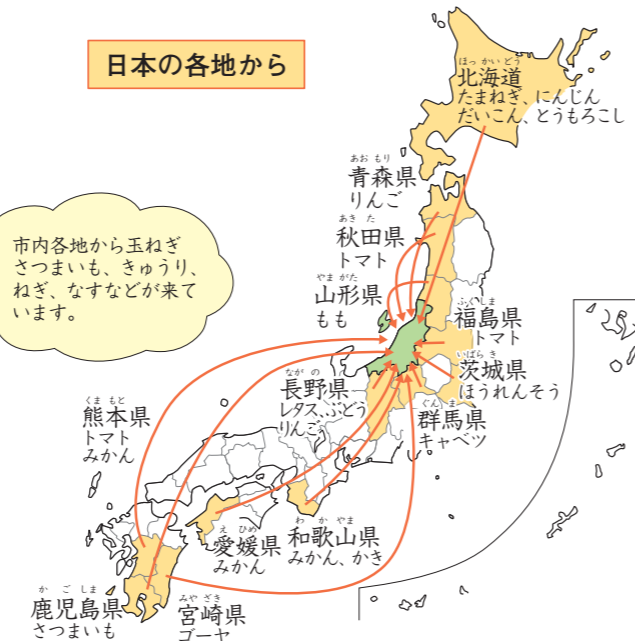 日本の各地から
ほっかいどう
北海道
たまねぎ、にんじん
だいこん、とうもろこし
あおもり
青森県
りんご
あきた
秋田県
トマト
やまがた
山形県
もも
市内各地から玉ねぎ
さつまいも、きゅうり、
ねぎ、なすなどが来て
います。
ふくしま
福島県
トマト
いばらき
茨城県
ほうれんそう
ぐんま
群馬県
キャベツ
ながの
長野県
レタス、ぶどう
りんご
くまもと
熊本県
トマト
みかん
えひめ
愛媛県
みかん
わかやま
和歌山県
みかん、かき
かごしま
鹿児島県
さつまいも
みやざき
宮崎県
ゴーヤ